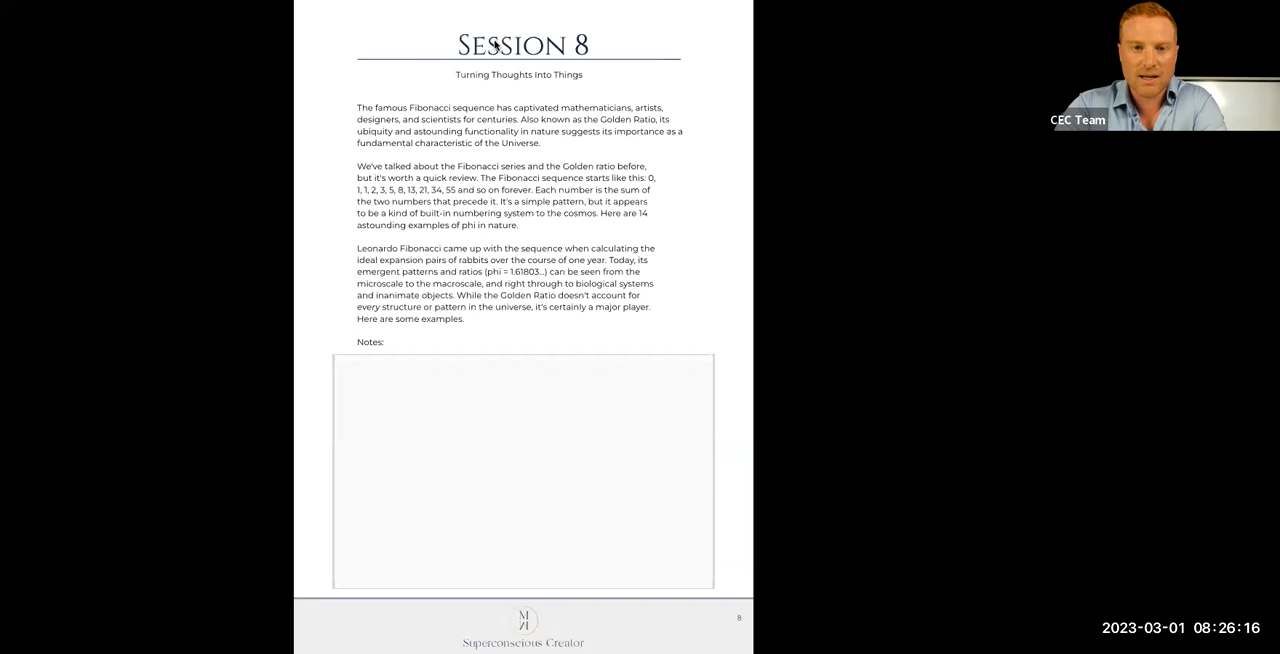 SESSION 8
Turning Thoughts Into Things
The famous Fibonacci sequence has captivated mathematicians, artists,
designers, and scientists for centuries. Also known as the Golden Ratio, its
ubiquity and astounding functionality in nature suggests its importance as a
fundamental characteristic of the Universe.
We've talked about the Fibonacci series and the Golden ratio before,
but it's worth a quick review. The Fibonacci sequence starts like this: 0,
1, 1, 2, 3, 5, 8, 13, 21, 34, 55 and so on forever. Each number is the sum of
the two numbers that precede it. It's a simple pattern, but it appears
to be a kind of built-in numbering system to the cosmos. Here are 14
astounding examples of phi in nature.
Leonardo Fibonacci came up with the sequence when calculating the
ideal expansion pairs of rabbits over the course of one year. Today, its
emergent patterns and ratios (phi = 1.61803...) can be seen from the
microscale to the macroscale, and right through to biological systems
and inanimate objects. While the Golden Ratio doesn't account for
every structure or pattern in the universe, it's certainly a major player.
Here are some examples.
Notes:
8
Superconscious Creator
CEC Team
2023-03-01 08:26:16